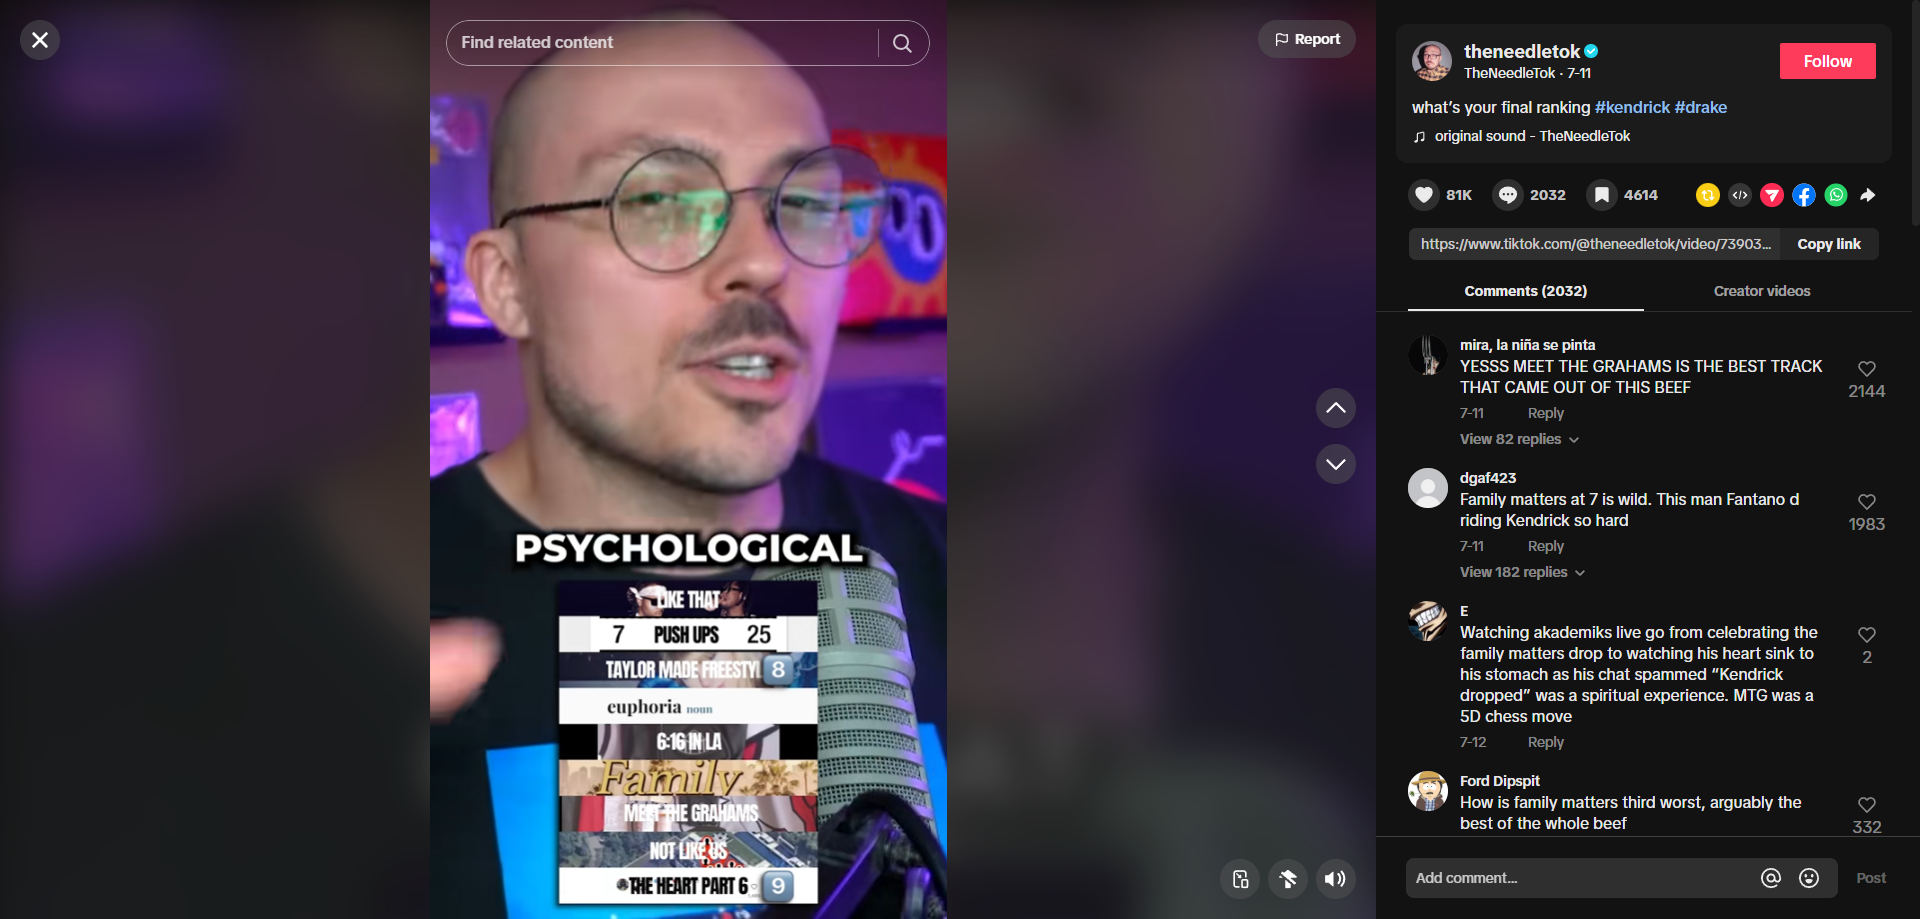 Find related content
Report
PSYCHOLOGICAL
LIKE THAT
7 PUSH UPS 25
TAYLOR MADE FREESTYL 8
euphoria noun
6:16 IN LA
Family
MEET THE GRAHAMS
NOT LIKE US
THE HEART PART 6 9
theneedletok
TheNeedleTok · 7-11
Follow
what's your final ranking #kendrick #drake
original sound - TheNeedleTok
81K 2032 4614
https://www.tiktok.com/@theneedletok/video/73903...
Copy link
Comments (2032)
Creator videos
mira, la niña se pinta
YESSS MEET THE GRAHAMS IS THE BEST TRACK
THAT CAME OUT OF THIS BEEF
2144
7-11 Reply
View 82 replies
dgaf423
Family matters at 7 is wild. This man Fantano d
riding Kendrick so hard
1983
7-11 Reply
View 182 replies
E
Watching akademiks live go from celebrating the
family matters drop to watching his heart sink to
his stomach as his chat spammed “Kendrick
dropped” was a spiritual experience. MTG was a
5D chess move
2
7-12 Reply
Ford Dipspit
How is family matters third worst, arguably the
best of the whole beef
332
Add comment...
Post